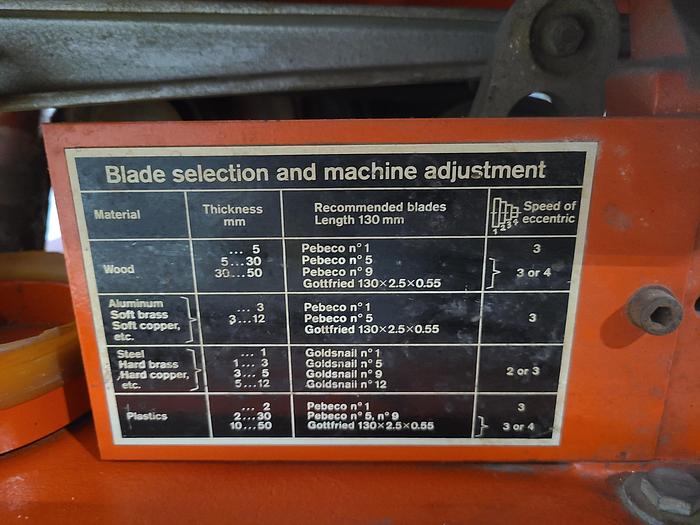 Blade selection and machine adjustment
Material Thickness mm Recommended blades Length 130 mm 1 2 3 4 Speed of eccentric
Wood
... 5 Pebeco n° 1 3
5...30 Pebeco n° 5
30...50 Pebeco n° 9 3 or 4
Gottfried 130×2.5×0.55
Aluminum
Soft brass
Soft copper,
etc.
... 3 Pebeco n° 1
3...12 Pebeco n° 5 3
Gottfried 130×2.5×0.55
Steel
Hard brass
Hard copper,
etc.
... 1 Goldsnail n° 1
1... 3 Goldsnail n° 5
3... 5 Goldsnail n° 9 2 or 3
5...12 Goldsnail n° 12
Plastics
... 2 Pebeco n° 1 3
2...30 Pebeco n° 5, n° 9
10...50 Gottfried 130×2.5×0.55 3 or 4